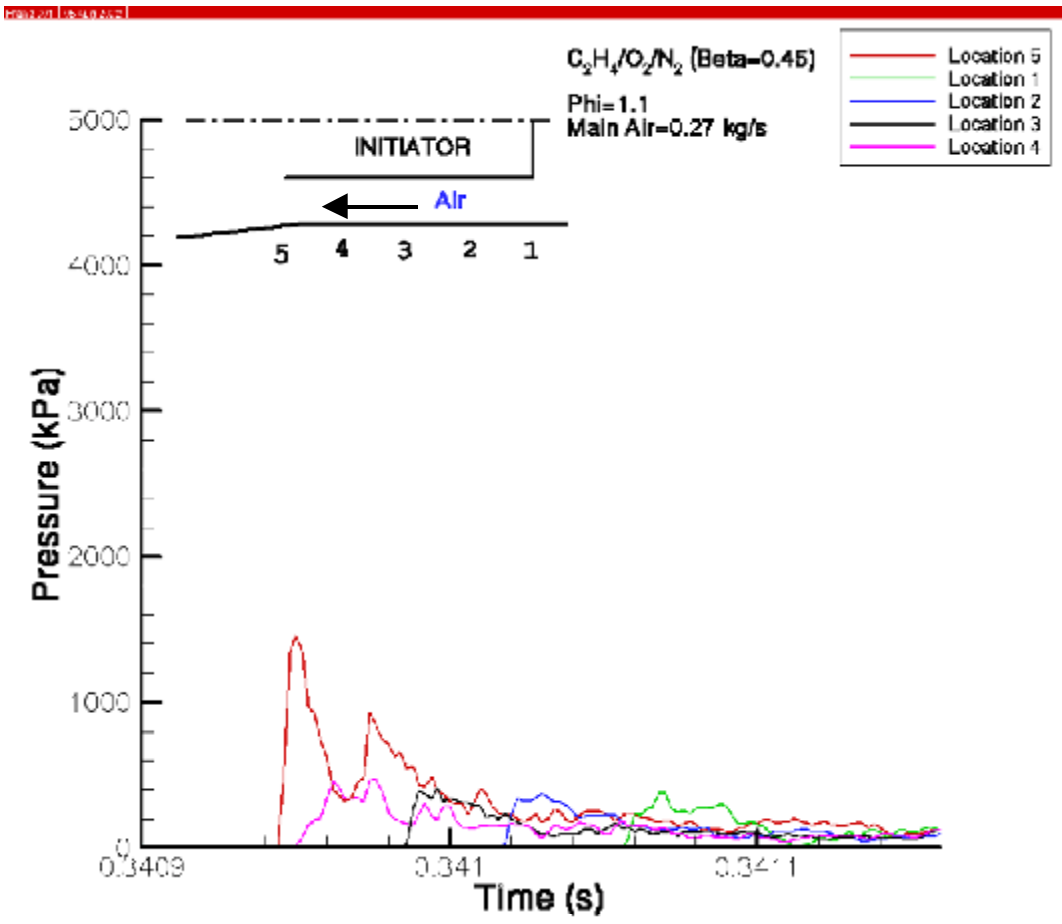 C₂H₄/O₂/N₂ (Beta=0.45)
Phi=1.1
Main Air=0.27 kg/s
Location 5
Location 1
Location 2
Location 3
Location 4
INITIATOR
Air
5 4 3 2 1
Pressure (kPa)
5000
4000
3000
2000
1000
0
0.3409 0.341 0.3411
Time (s)